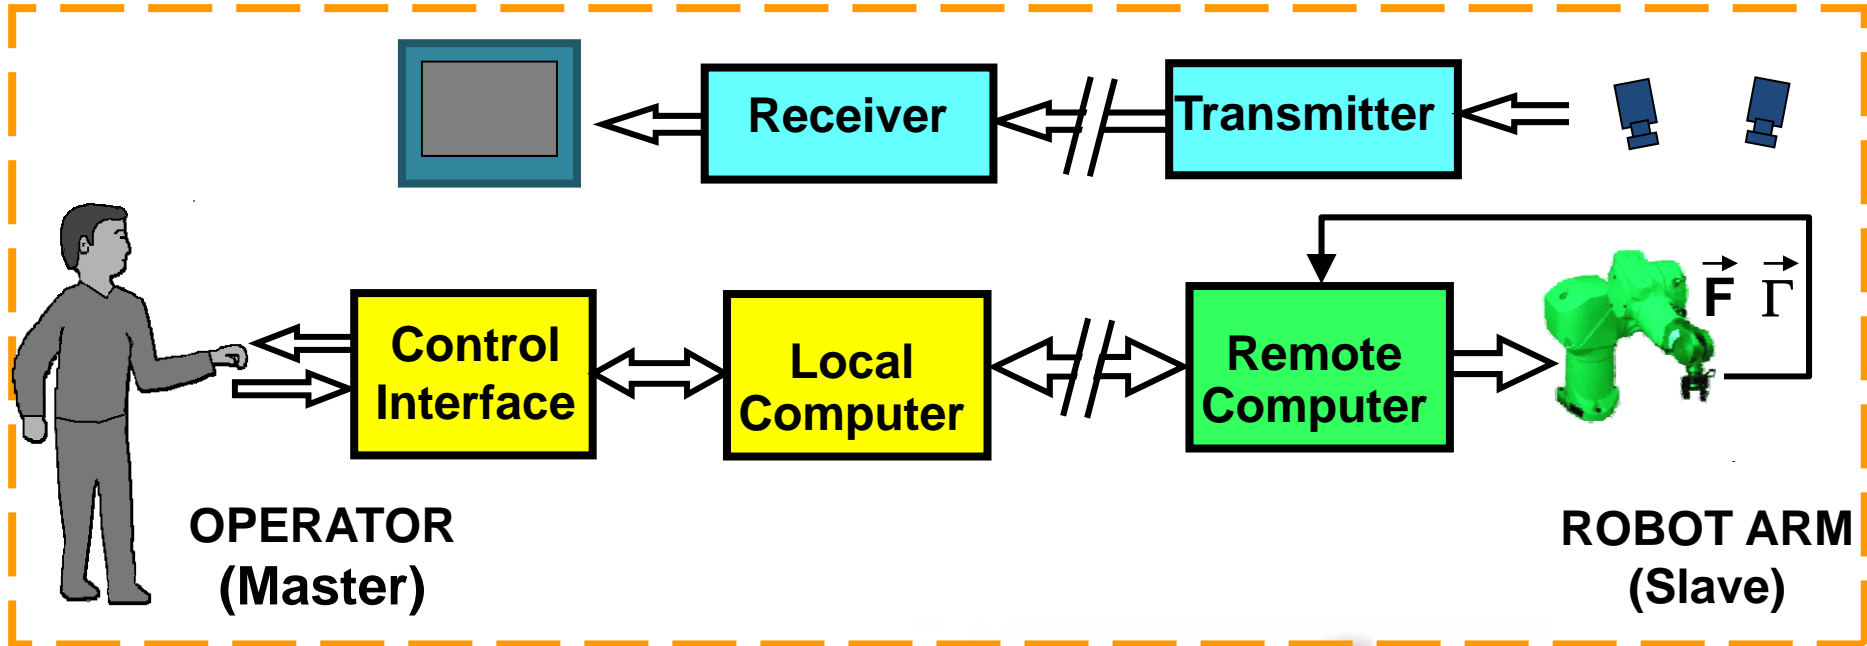 Receiver
Transmitter
F⃗ Γ⃗
Control
Interface
Local
Computer
Remote
Computer
OPERATOR
(Master)
ROBOT ARM
(Slave)